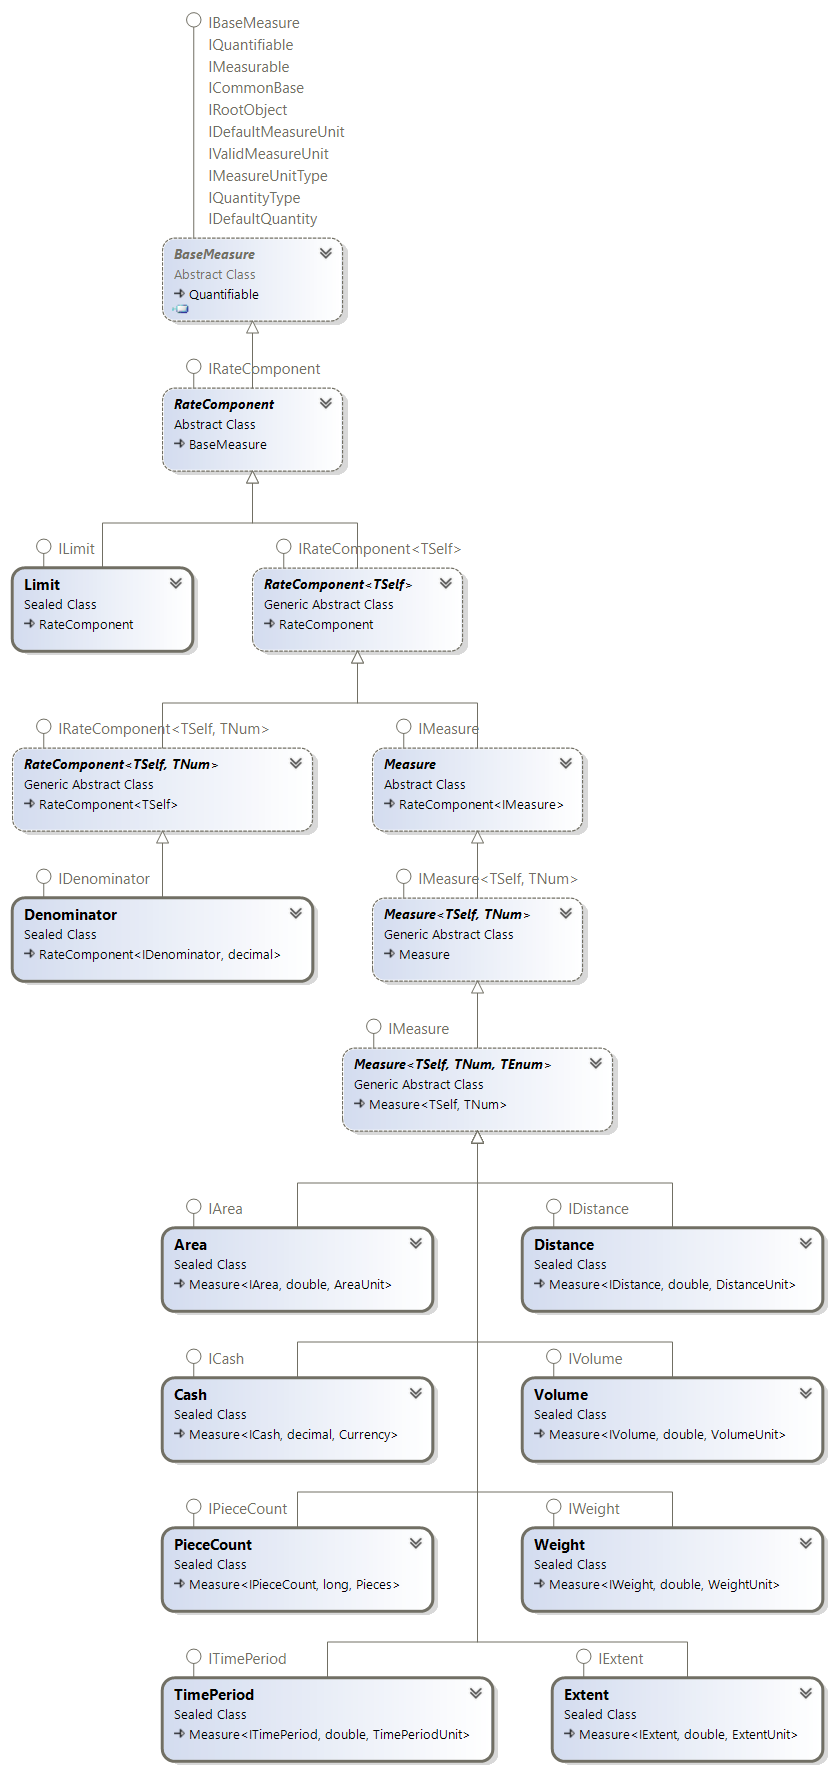 IBaseMeasure
IQuantifiable
IMeasurable
ICommonBase
IRootObject
IDefaultMeasureUnit
IValidMeasureUnit
IMeasureUnitType
IQuantityType
IDefaultQuantity
BaseMeasure
Abstract Class
Quantifiable
IRateComponent
RateComponent
Abstract Class
BaseMeasure
ILimit
Limit
Sealed Class
RateComponent
IRateComponent<TSelf>
RateComponent<TSelf>
Generic Abstract Class
RateComponent
IRateComponent<TSelf, TNum>
RateComponent<TSelf, TNum>
Generic Abstract Class
RateComponent<TSelf>
IMeasure
Measure
Abstract Class
RateComponent<IMeasure>
IDenominator
Denominator
Sealed Class
RateComponent<IDenominator, decimal>
IMeasure<TSelf, TNum>
Measure<TSelf, TNum>
Generic Abstract Class
Measure
IMeasure
Measure<TSelf, TNum, TEnum>
Generic Abstract Class
Measure<TSelf, TNum>
IArea
Area
Sealed Class
Measure<IArea, double, AreaUnit>
IDistance
Distance
Sealed Class
Measure<IDistance, double, DistanceUnit>
ICash
Cash
Sealed Class
Measure<ICash, decimal, Currency>
IVolume
Volume
Sealed Class
Measure<IVolume, double, VolumeUnit>
IPieceCount
PieceCount
Sealed Class
Measure<IPieceCount, long, Pieces>
IWeight
Weight
Sealed Class
Measure<IWeight, double, WeightUnit>
ITimePeriod
TimePeriod
Sealed Class
Measure<ITimePeriod, double, TimePeriodUnit>
IExtent
Extent
Sealed Class
Measure<IExtent, double, ExtentUnit>